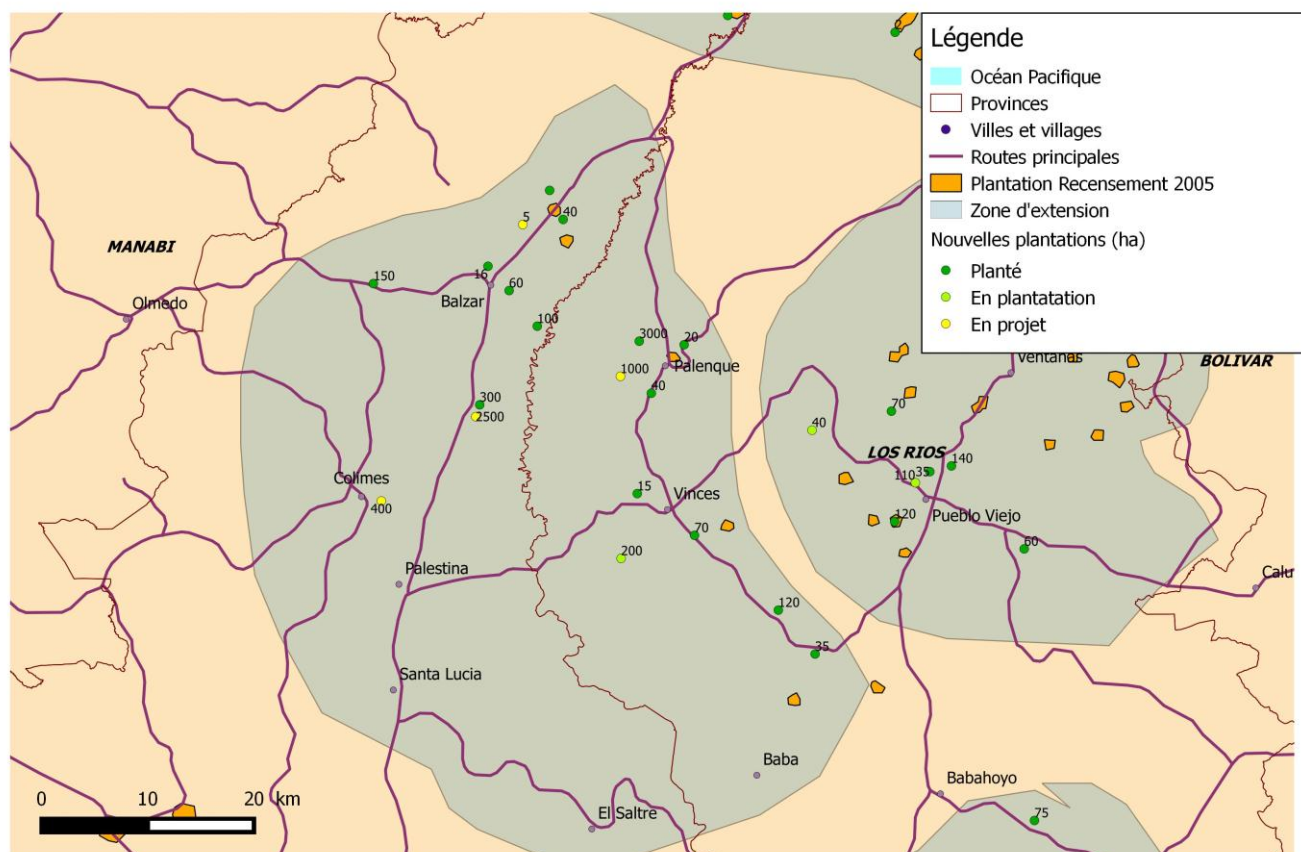 Légende
Océan Pacifique
Provinces
Villes et villages
Routes principales
Plantation Recensement 2005
Zone d'extension
Nouvelles plantations (ha)
Planté
En plantatation
En projet
MANABI
Olmedo
150
5
40
16
Balzar
60
100
3000
20
Palenque
1000
40
300
2500
Ventanas
BOLIVAR
70
40
LOS RIOS
140
35
110
Pueblo Viejo
120
60
Calu
Colimes
400
15
Vinces
70
200
Palestina
120
35
Santa Lucia
Baba
El Saltre
Babahoyo
75
0 10 20 km